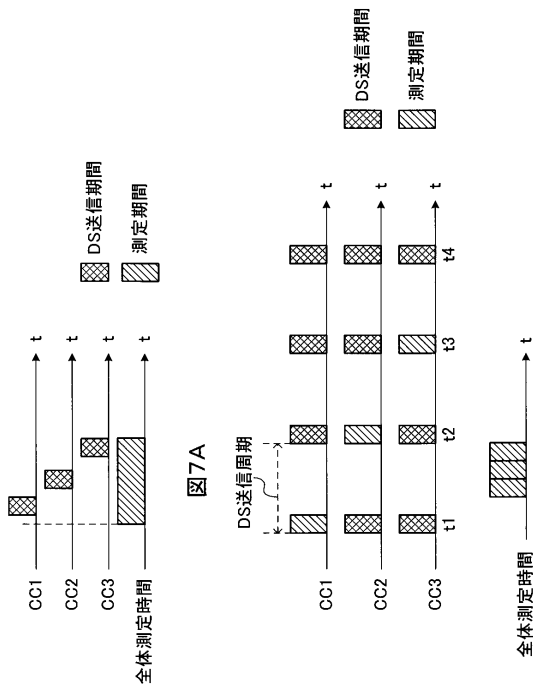 CC1
t
CC2
t
CC3
t
全体測定時間
t
DS送信期間
測定期間
図7A
DS送信周期
CC1
t
CC2
t
CC3
t
t1
t2
t3
t4
DS送信期間
測定期間
全体測定時間
t